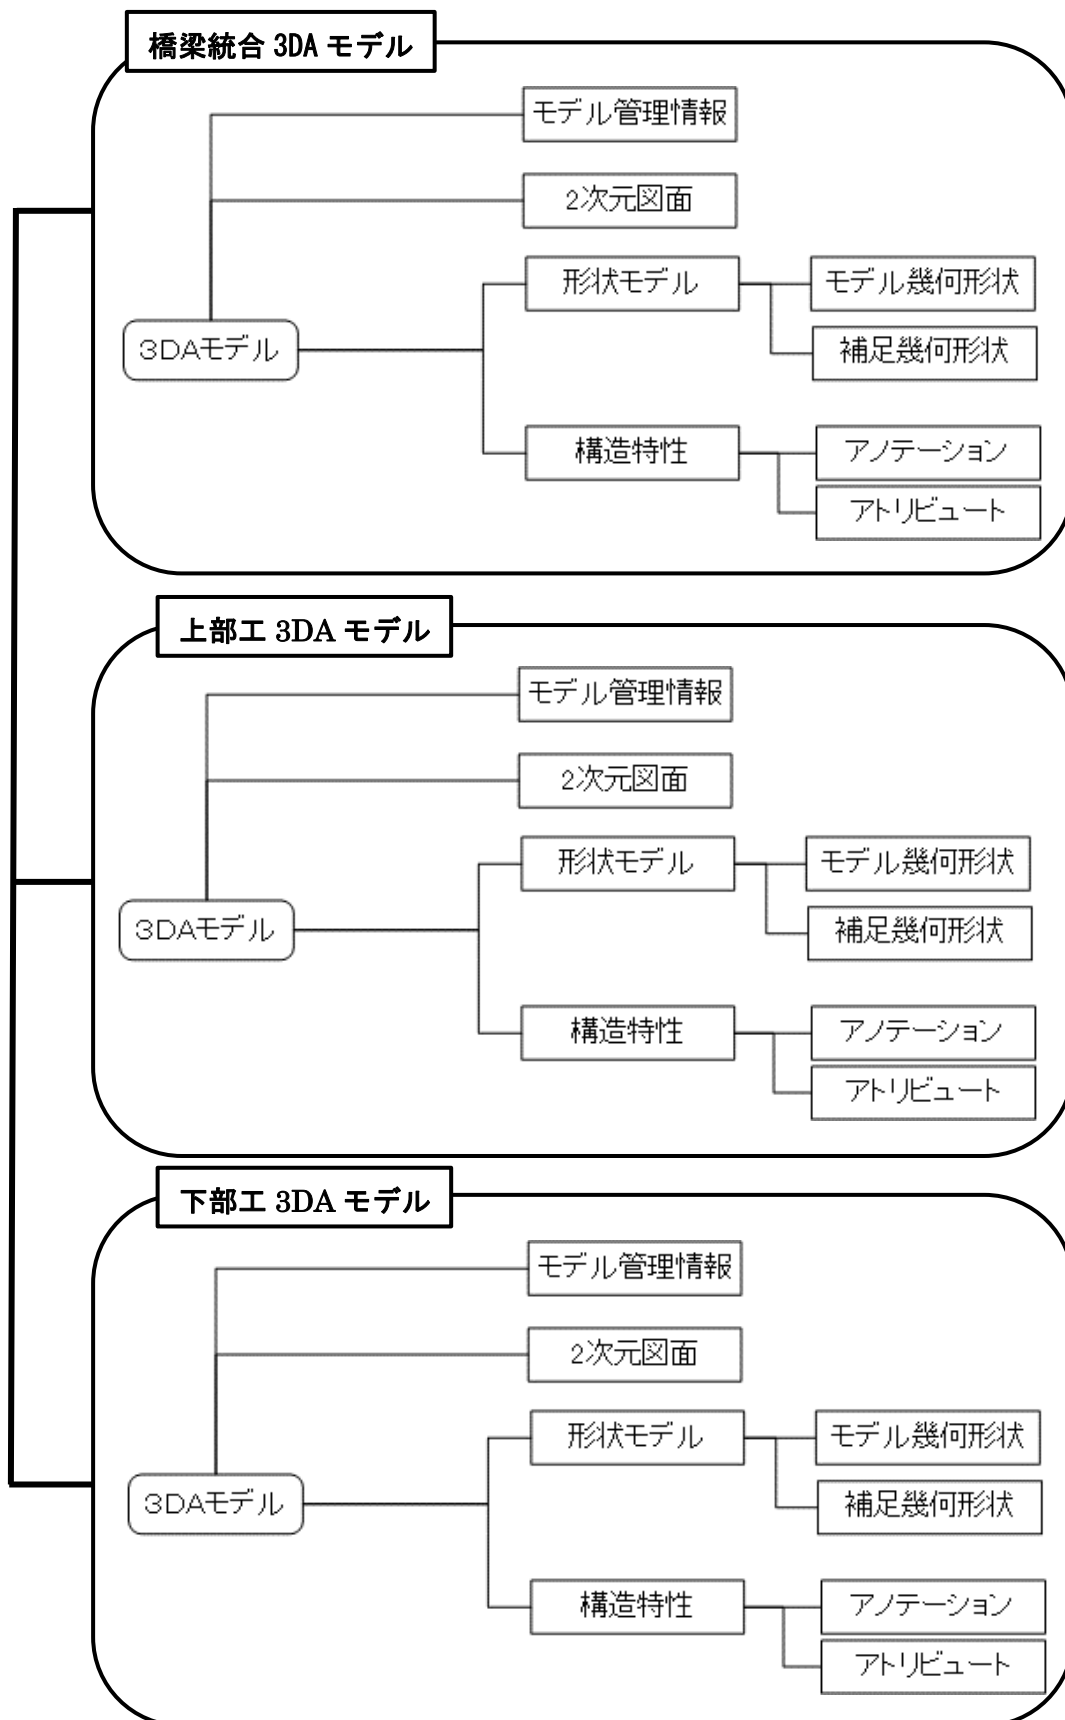 橋梁統合 3DA モデル
モデル管理情報
2次元図面
形状モデル
モデル幾何形状
補足幾何形状
3DAモデル
構造特性
アノテーション
アトリビュート
上部工 3DA モデル
モデル管理情報
2次元図面
形状モデル
モデル幾何形状
補足幾何形状
3DAモデル
構造特性
アノテーション
アトリビュート
下部工 3DA モデル
モデル管理情報
2次元図面
形状モデル
モデル幾何形状
補足幾何形状
3DAモデル
構造特性
アノテーション
アトリビュート